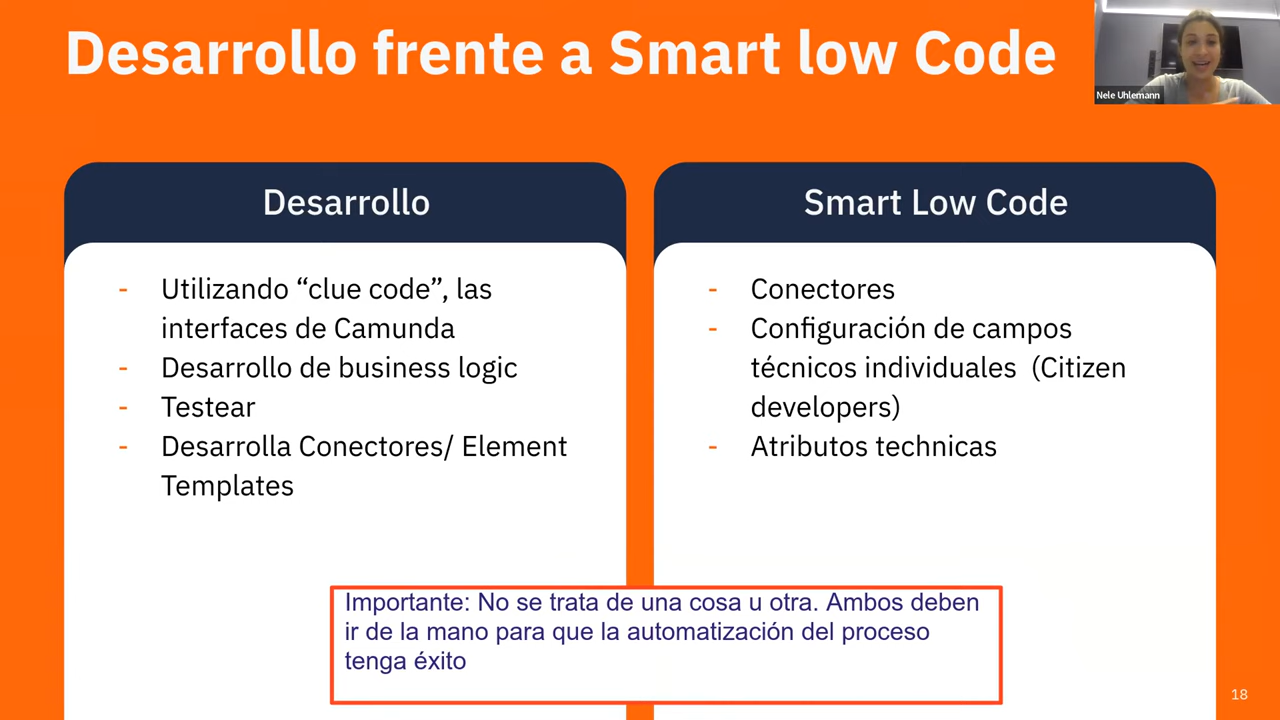 Desarrollo frente a Smart low Code
Nele Uhlemann
Desarrollo
- Utilizando “clue code”, las
interfaces de Camunda
- Desarrollo de business logic
- Testear
- Desarrolla Conectores/ Element
Templates
Smart Low Code
- Conectores
- Configuración de campos
técnicos individuales (Citizen
developers)
- Atributos technicas
Importante: No se trata de una cosa u otra. Ambos deben
ir de la mano para que la automatización del proceso
tenga éxito
18